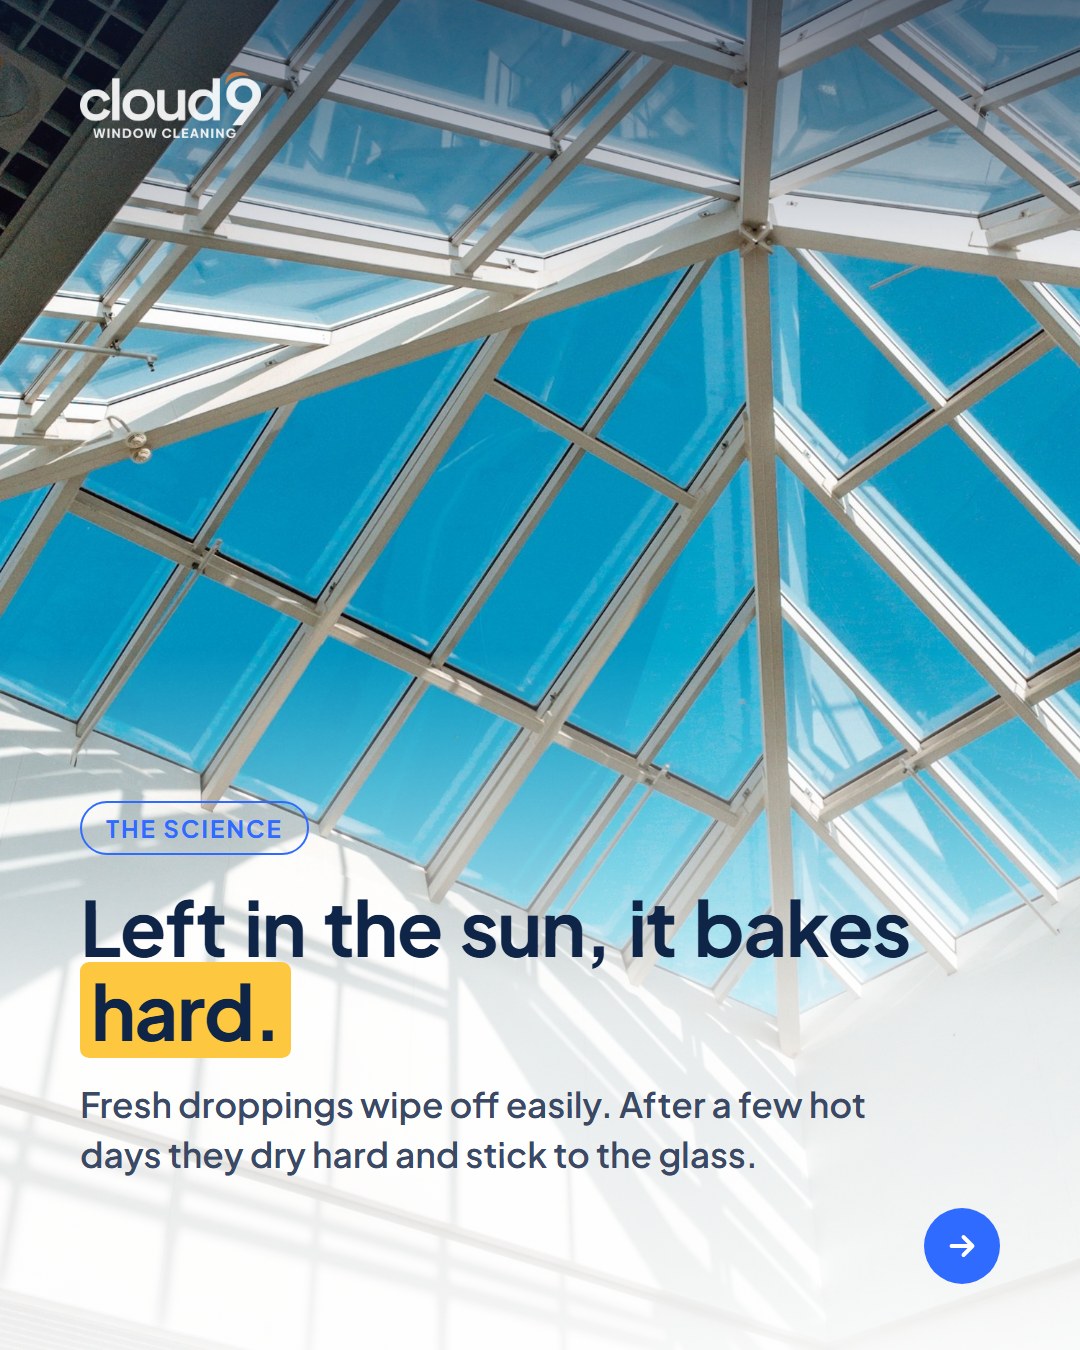 cloud9
WINDOW CLEANING
THE SCIENCE
Left in the sun, it bakes
hard.
Fresh droppings wipe off easily. After a few hot
days they dry hard and stick to the glass.